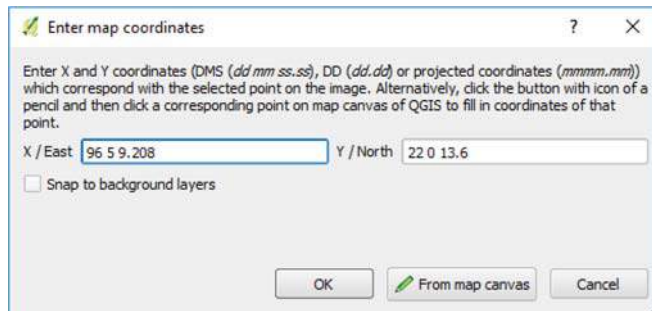 Enter map coordinates ? X
Enter X and Y coordinates (DMS (dd mm ss.ss), DD (dd.dd) or projected coordinates (mmmm.mm))
which correspond with the selected point on the image. Alternatively, click the button with icon of a
pencil and then click a corresponding point on map canvas of QGIS to fill in coordinates of that
point.
X / East 96 5 9.208 Y / North 22 0 13.6
Snap to background layers
OK From map canvas Cancel